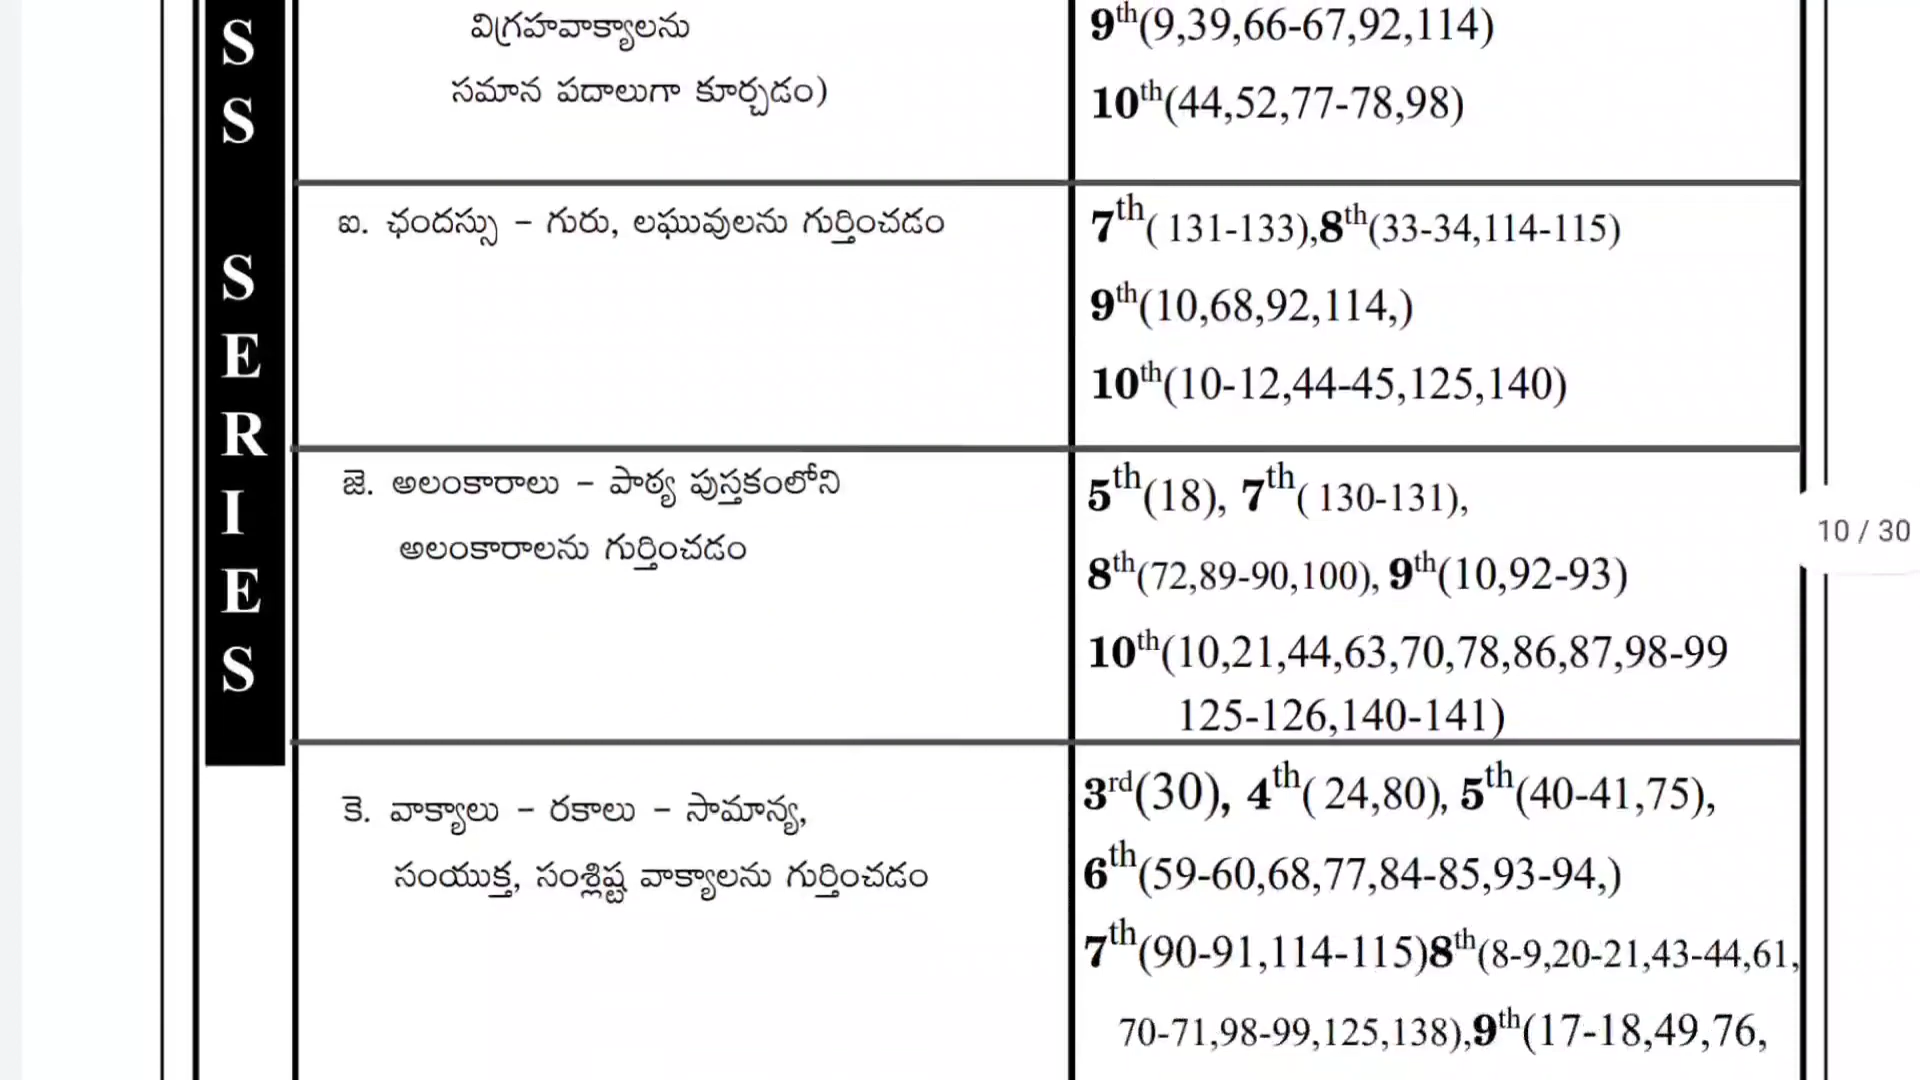 S
S
S
E
R
I
E
S
విగ్రహవాక్యాలను
సమాన పదాలుగా కూర్చడం)
9th(9,39,66-67,92,114)
10th(44,52,77-78,98)
ఐ. ఛందస్సు - గురు, లఘువులను గుర్తించడం
7th( 131-133),8th(33-34,114-115)
9th(10,68,92,114,)
10th(10-12,44-45,125,140)
జె. అలంకారాలు - పాఠ్య పుస్తకంలోని
అలంకారాలను గుర్తించడం
5th(18), 7th( 130-131),
8th(72,89-90,100), 9th(10,92-93)
10th(10,21,44,63,70,78,86,87,98-99
125-126,140-141)
10 / 30
కె. వాక్యాలు - రకాలు - సామాన్య,
సంయుక్త, సంశ్లిష్ట వాక్యాలను గుర్తించడం
3rd(30), 4th( 24,80), 5th(40-41,75),
6th(59-60,68,77,84-85,93-94,)
7th(90-91,114-115)8th(8-9,20-21,43-44,61,
70-71,98-99,125,138),9th(17-18,49,76,